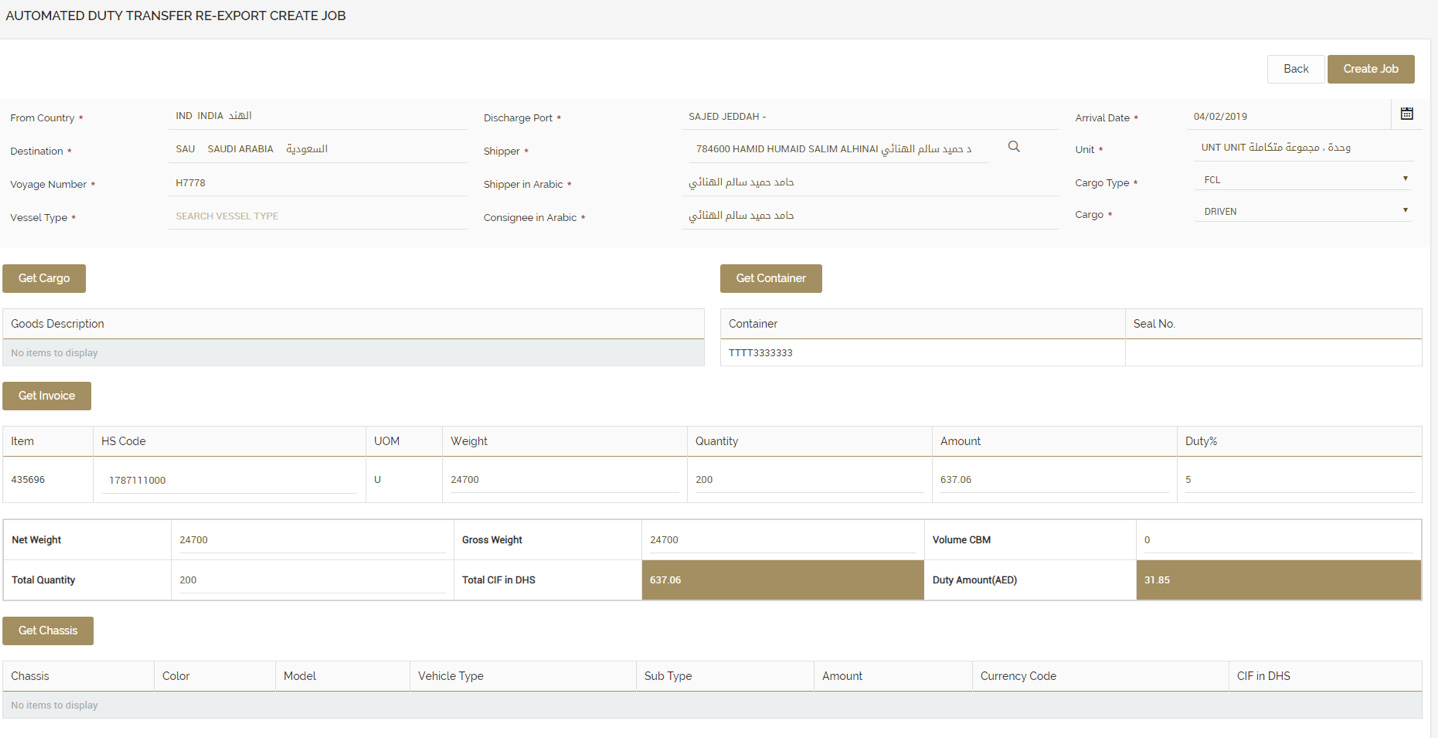 AUTOMATED DUTY TRANSFER RE-EXPORT CREATE JOB
Back Create Job
From Country * IND INDIA الهند Discharge Port * SAJED JEDDAH - Arrival Date * 04/02/2019
Destination * SAU SAUDI ARABIA السعودية Shipper * 784600 HAMID HUMAID SALIM ALHINAI د حميد سالم الهنائي Unit * UNT UNIT وحدة ، مجموعة متكاملة
Voyage Number * H7778 Shipper in Arabic * حامد حميد سالم الهنائي Cargo Type * FCL
Vessel Type * SEARCH VESSEL TYPE Consignee in Arabic * حامد حميد سالم الهنائي Cargo * DRIVEN
Get Cargo Get Container
Goods Description Container Seal No.
No items to display TTTT3333333
Get Invoice
Item HS Code UOM Weight Quantity Amount Duty%
435696 1787111000 U 24700 200 637.06 5
Net Weight 24700 Gross Weight 24700 Volume CBM 0
Total Quantity 200 Total CIF in DHS 637.06 Duty Amount(AED) 31.85
Get Chassis
Chassis Color Model Vehicle Type Sub Type Amount Currency Code CIF in DHS
No items to display